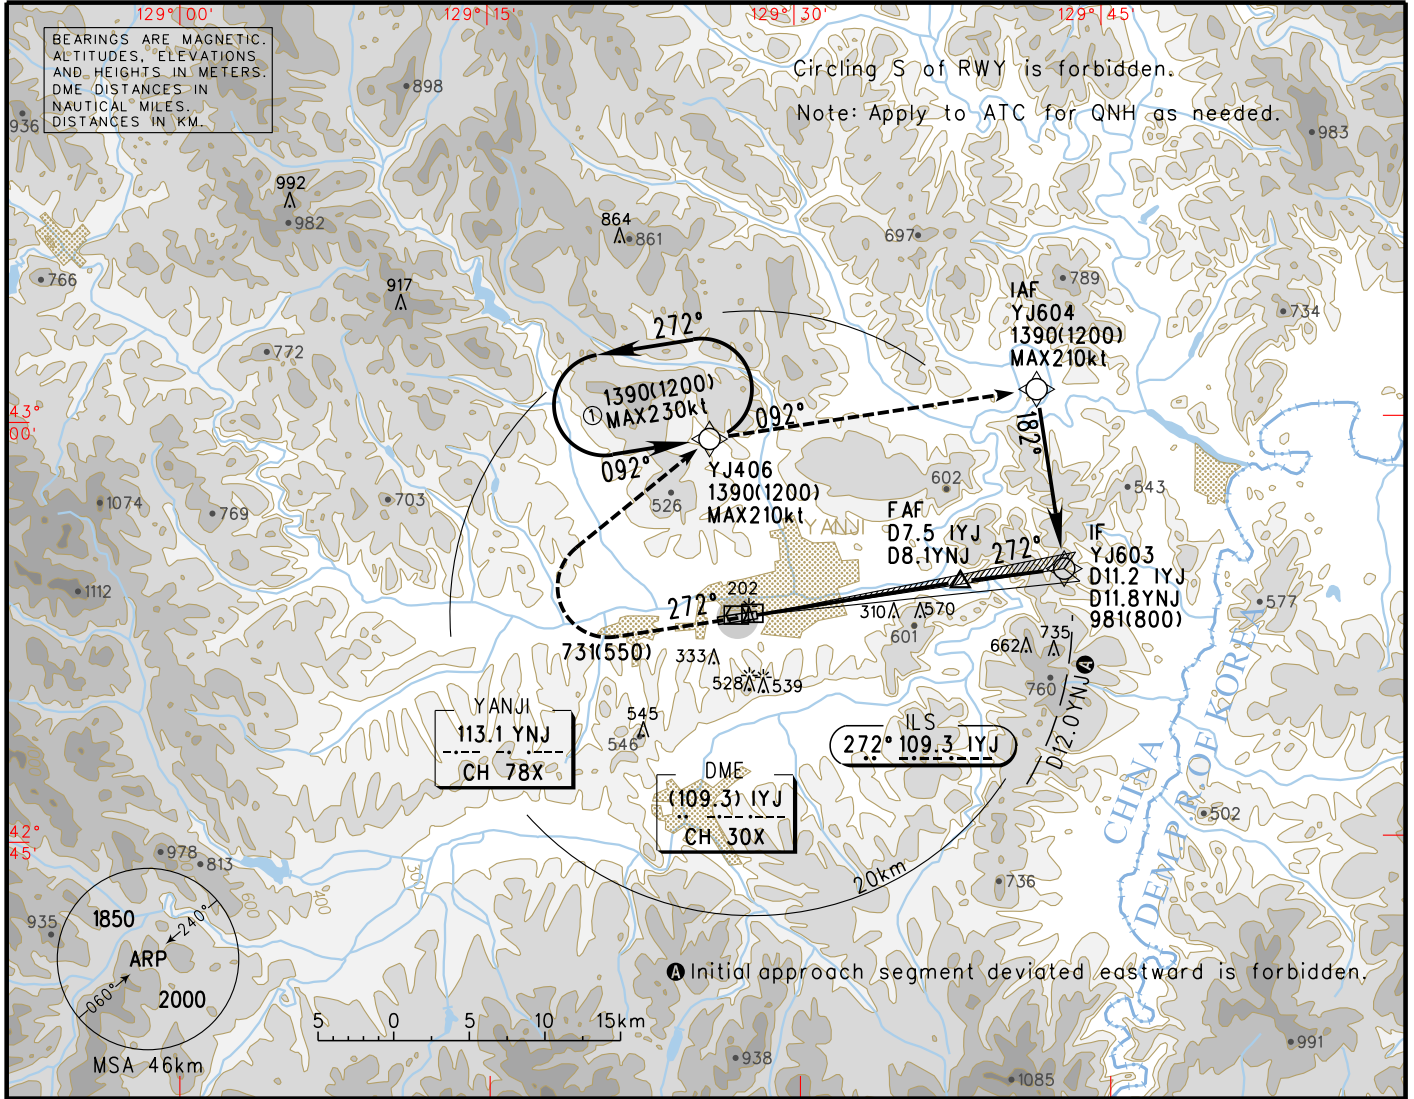 129° 00'
129° 15'
129° 30'
129° 45'
BEARINGS ARE MAGNETIC.
ALTITUDES, ELEVATIONS
AND HEIGHTS IN METERS.
DME DISTANCES IN
NAUTICAL MILES.
DISTANCES IN KM.
Circling S of RWY is forbidden.
Note: Apply to ATC for QNH as needed.
936
898
983
992
982
864
861
697
766
917
789
734
772
IAF
YJ604
1390(1200)
MAX210kt
272°
1390(1200)
① MAX230kt
092°
092°
43°
00'
182°
YJ406
1390(1200)
MAX210kt
526
602
543
1074
769
703
YANJI
FAF
D7.5 IYJ
D8.1YNJ
272°
IF
YJ603
D11.2 IYJ
D11.8YNJ
981(800)
1112
202
272°
310
570
601
577
731(550)
333
662
735
760
528
539
D12.0YNJ A
YANJI
113.1 YNJ
CH 78X
545
546
ILS
272° 109.3 IYJ
DME
(109.3) IYJ
CH 30X
CHINA
DEM.P.R.OF KOREA
502
42°
45'
978
813
300
400
600
20km
736
935
1850
240°
ARP
060°
2000
MSA 46km
A Initial approach segment deviated eastward is forbidden.
5 0 5 10 15km
938
991
1085